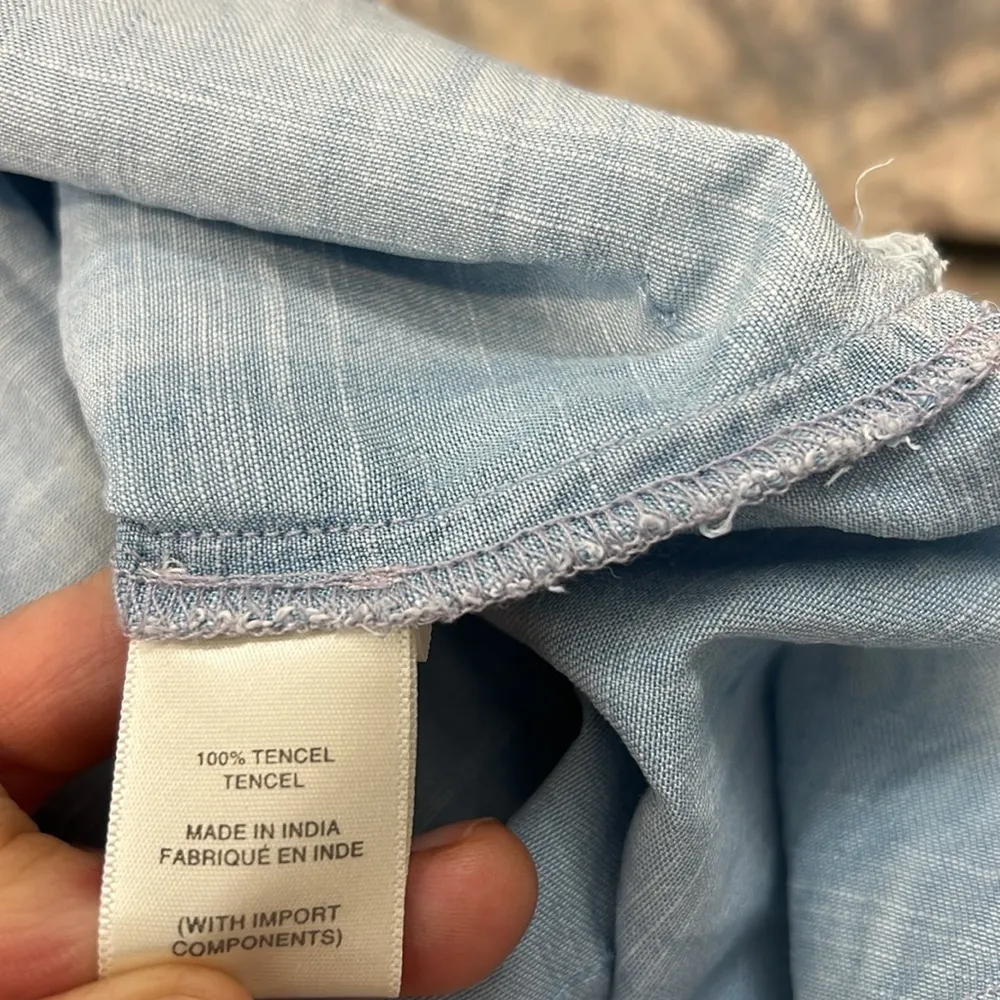 100% TENCEL
TENCEL
MADE IN INDIA
FABRIQUÉ EN INDE
(WITH IMPORT
COMPONENTS)